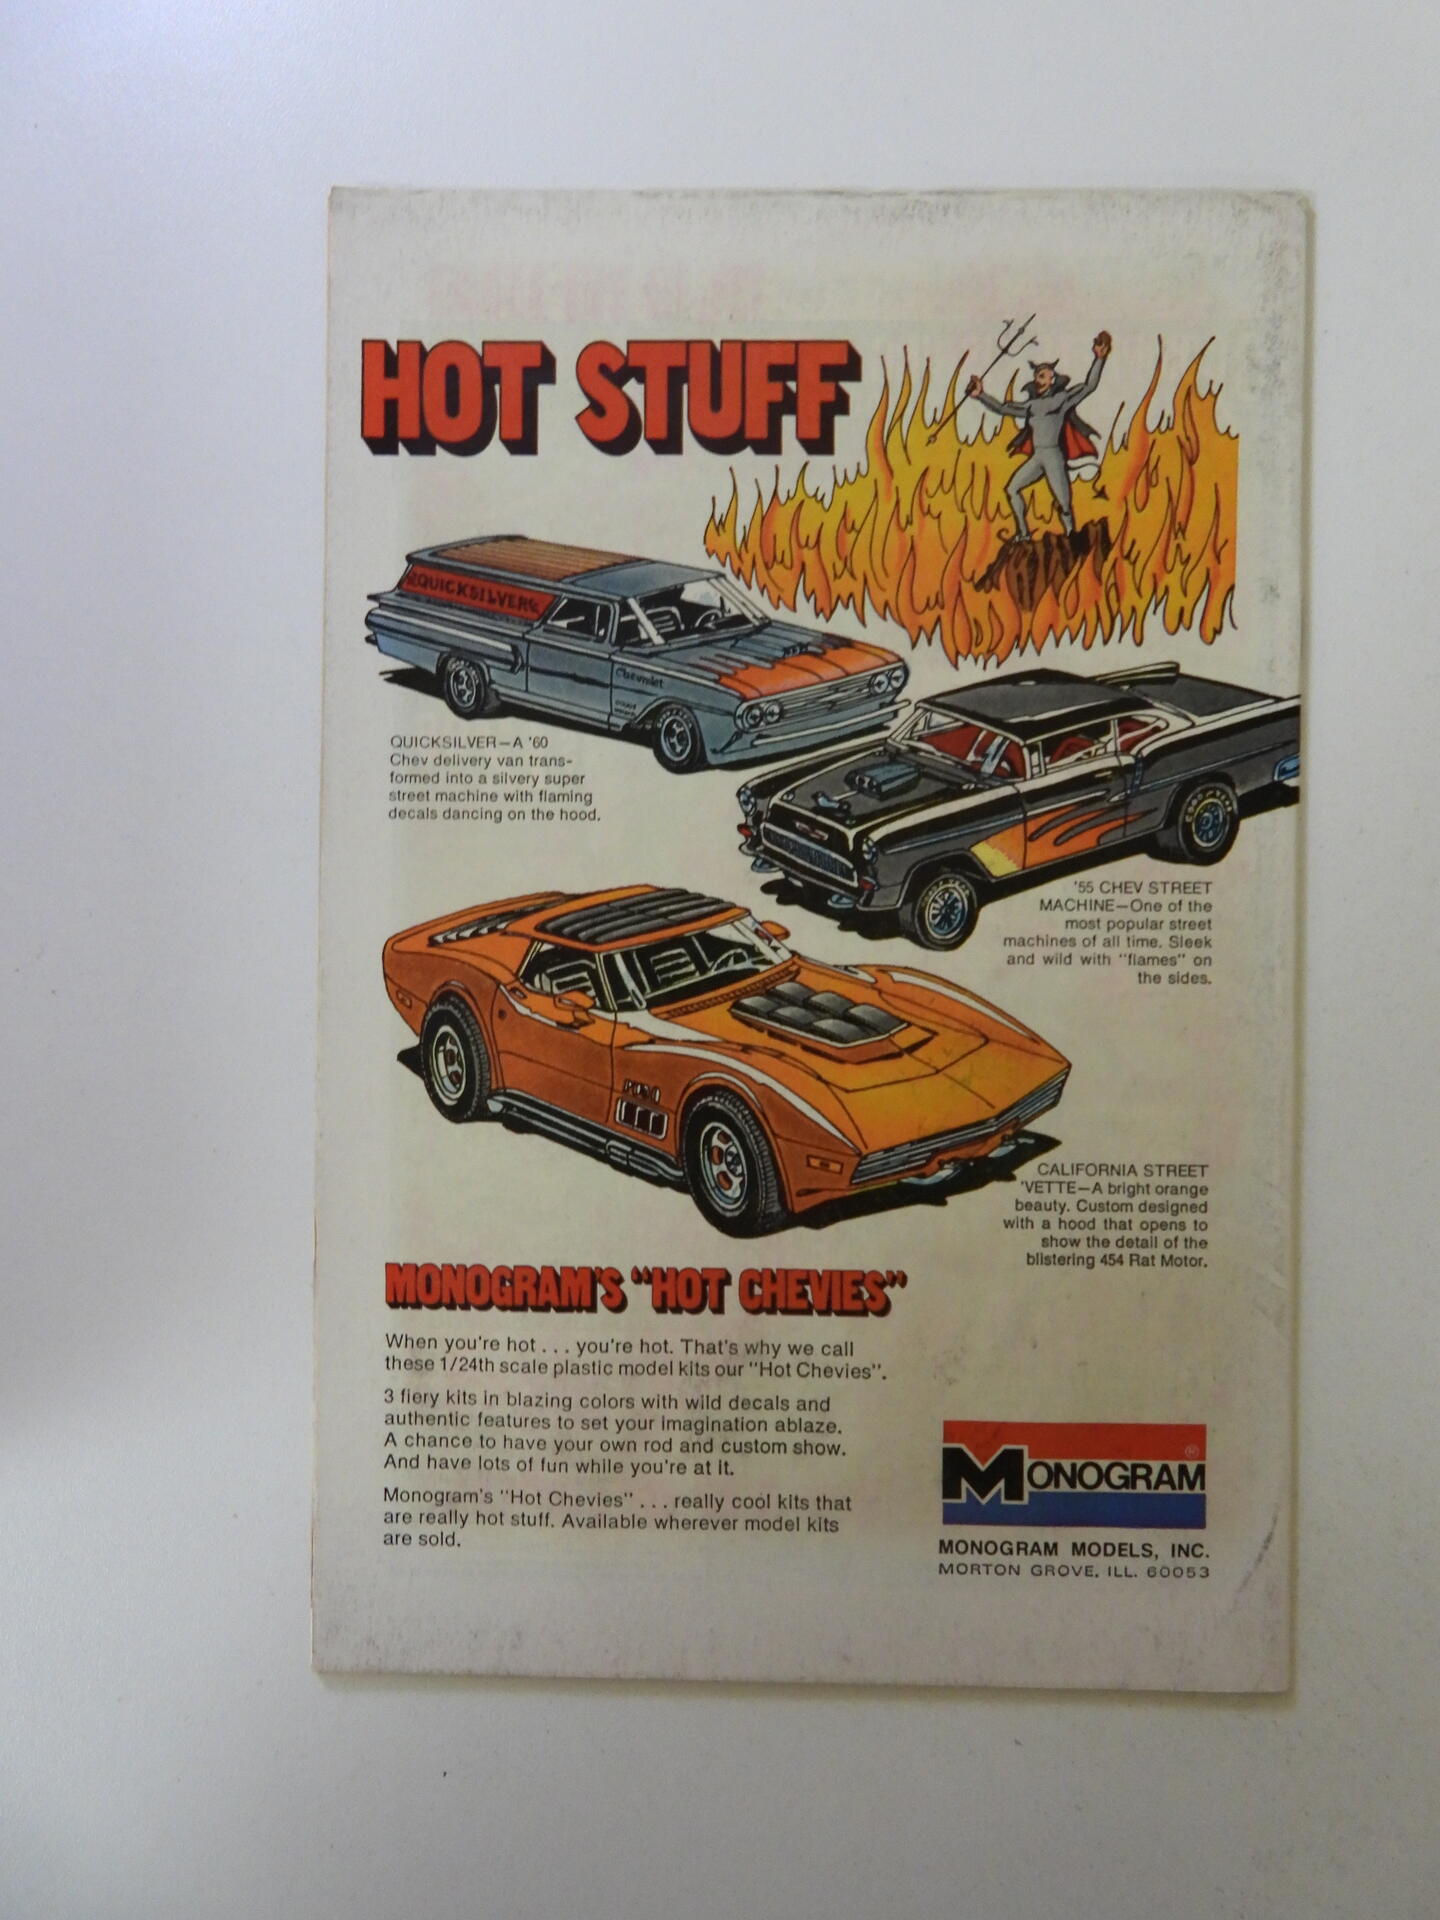 HOT STUFF
QUICKSILVER
Chevrolet
QUICKSILVER—A '60
Chev delivery van trans-
formed into a silvery super
street machine with flaming
decals dancing on the hood.
'55 CHEV STREET
MACHINE—One of the
most popular street
machines of all time. Sleek
and wild with "flames" on
the sides.
CALIFORNIA STREET
'VETTE—A bright orange
beauty. Custom designed
with a hood that opens to
show the detail of the
blistering 454 Rat Motor.
MONOGRAM'S "HOT CHEVIES"
When you're hot . . . you're hot. That's why we call
these 1/24th scale plastic model kits our "Hot Chevies".
3 fiery kits in blazing colors with wild decals and
authentic features to set your imagination ablaze.
A chance to have your own rod and custom show.
And have lots of fun while you're at it.
Monogram's "Hot Chevies" . . . really cool kits that
are really hot stuff. Available wherever model kits
are sold.
MONOGRAM ®
MONOGRAM MODELS, INC.
MORTON GROVE, ILL. 60053